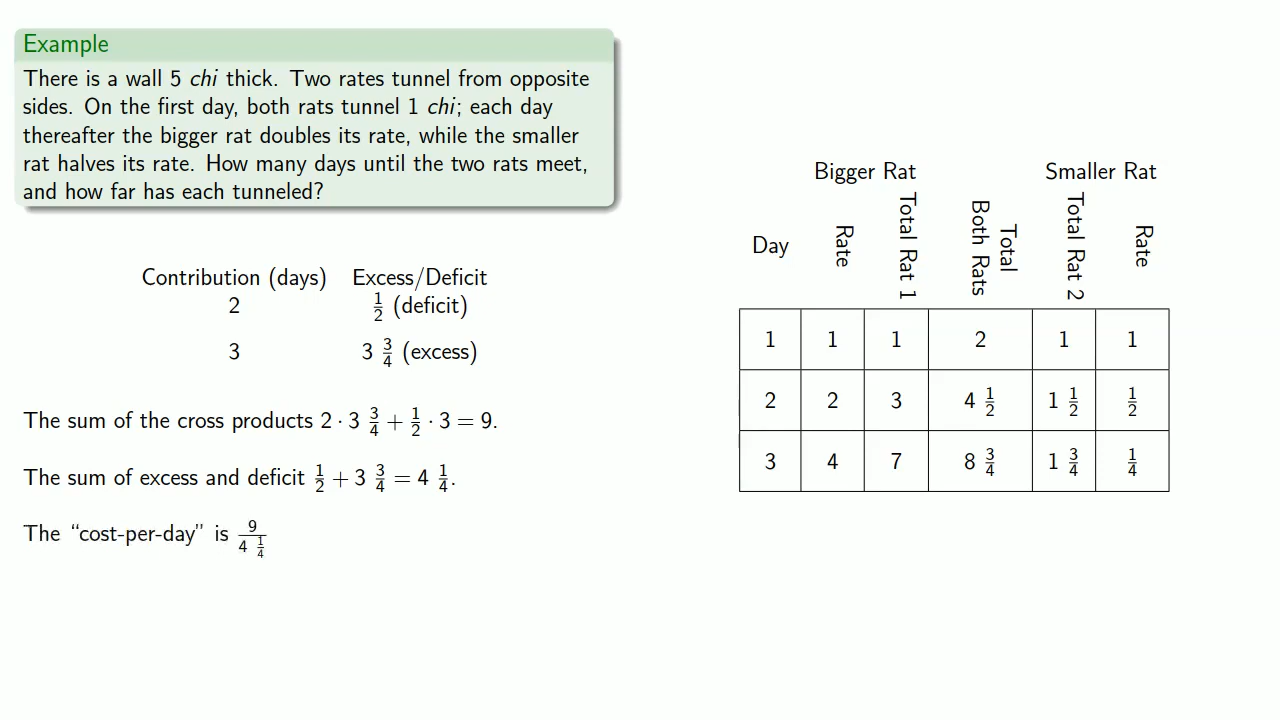 Example
There is a wall 5 chi thick. Two rates tunnel from opposite
sides. On the first day, both rats tunnel 1 chi; each day
thereafter the bigger rat doubles its rate, while the smaller
rat halves its rate. How many days until the two rats meet,
and how far has each tunneled?
Contribution (days) Excess/Deficit
2 1/2 (deficit)
3 3 3/4 (excess)
The sum of the cross products 2 · 3 3/4 + 1/2 · 3 = 9.
The sum of excess and deficit 1/2 + 3 3/4 = 4 1/4.
The “cost-per-day” is 9/(4 1/4)
Bigger Rat Smaller Rat
Day Rate Total Rat 1 Total Both Rats Total Rat 2 Rate
1 1 1 2 1 1
2 2 3 4 1/2 1 1/2 1/2
3 4 7 8 3/4 1 3/4 1/4